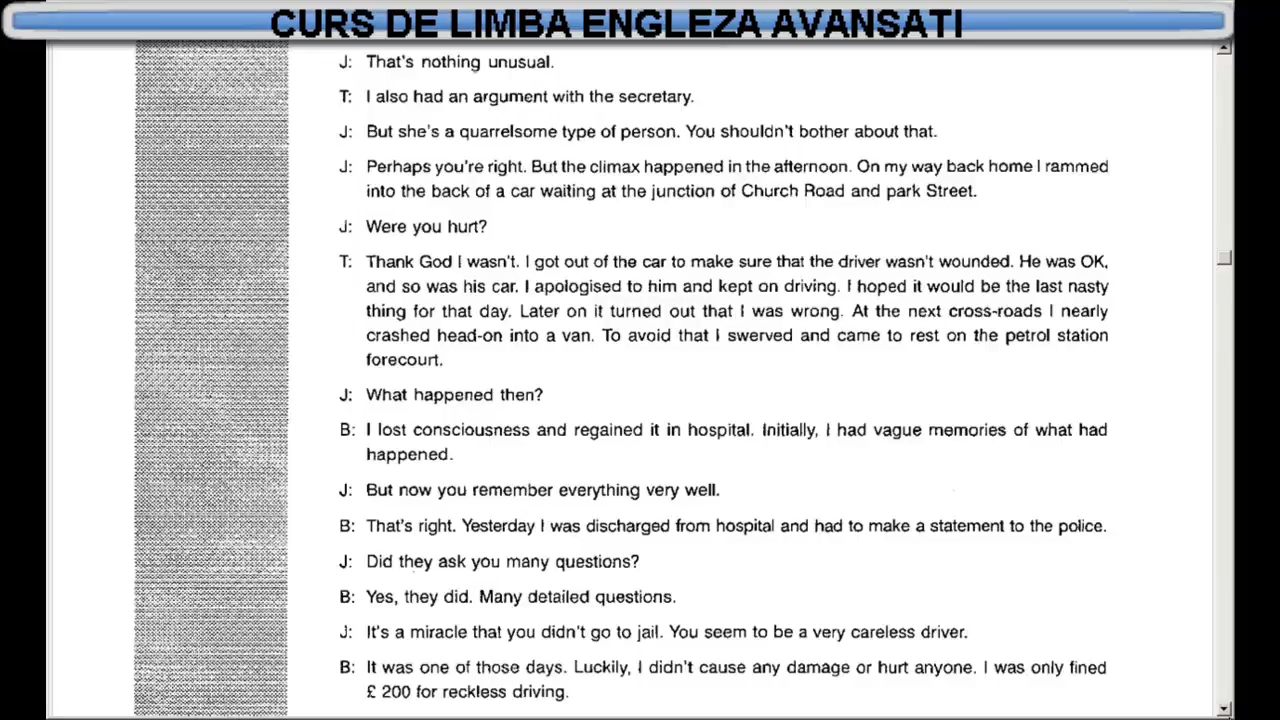 CURS DE LIMBA ENGLEZA AVANSATI
J: That's nothing unusual.
T: I also had an argument with the secretary.
J: But she's a quarrelsome type of person. You shouldn't bother about that.
J: Perhaps you're right. But the climax happened in the afternoon. On my way back home I rammed
into the back of a car waiting at the junction of Church Road and park Street.
J: Were you hurt?
T: Thank God I wasn't. I got out of the car to make sure that the driver wasn't wounded. He was OK,
and so was his car. I apologised to him and kept on driving. I hoped it would be the last nasty
thing for that day. Later on it turned out that I was wrong. At the next cross-roads I nearly
crashed head-on into a van. To avoid that I swerved and came to rest on the petrol station
forecourt.
J: What happened then?
B: I lost consciousness and regained it in hospital. Initially, I had vague memories of what had
happened.
J: But now you remember everything very well.
B: That's right. Yesterday I was discharged from hospital and had to make a statement to the police.
J: Did they ask you many questions?
B: Yes, they did. Many detailed questions.
J: It's a miracle that you didn't go to jail. You seem to be a very careless driver.
B: It was one of those days. Luckily, I didn't cause any damage or hurt anyone. I was only fined
£ 200 for reckless driving.